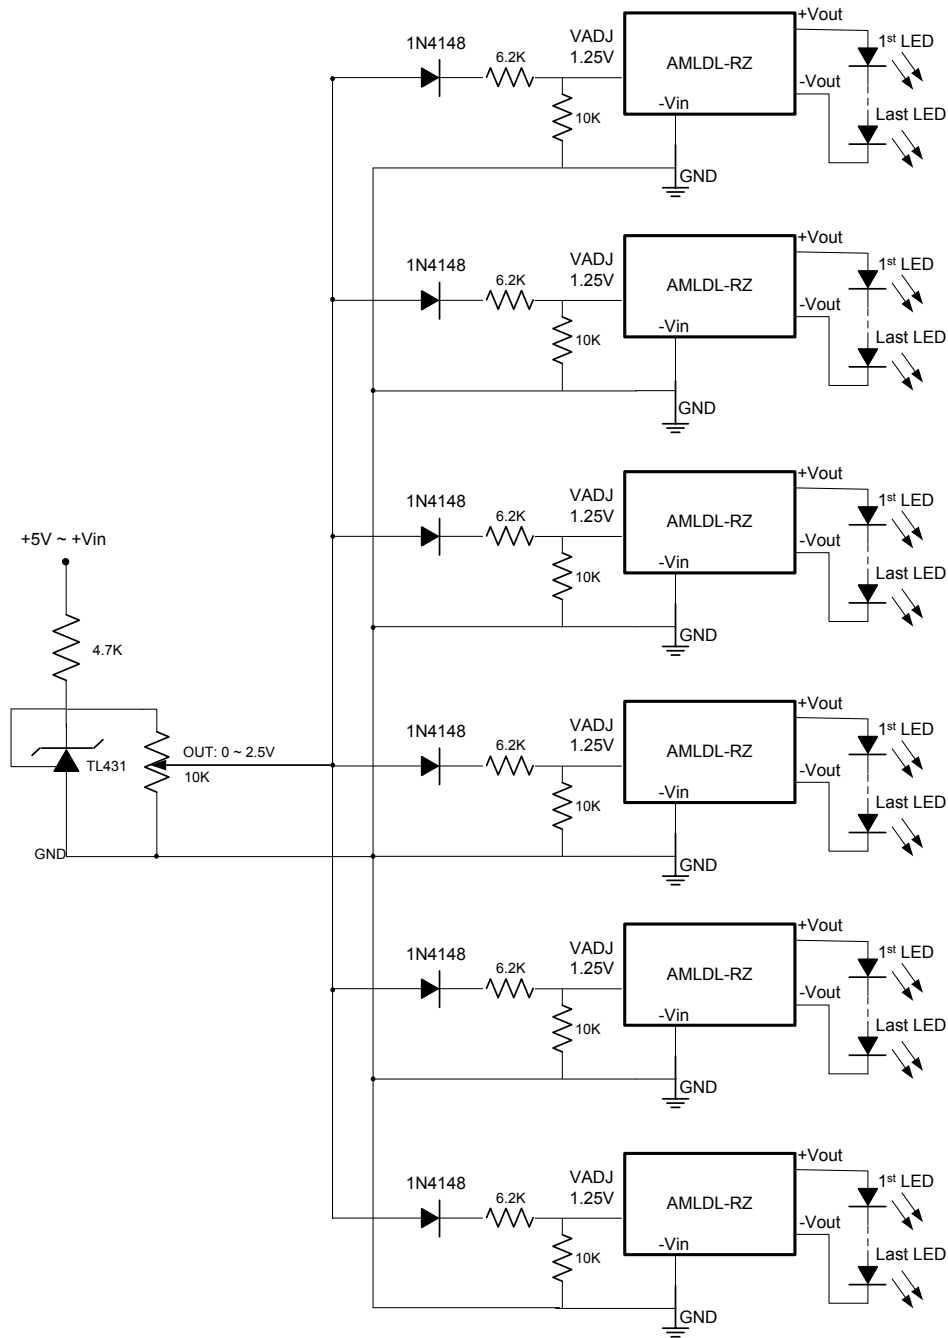 +Vout
1N4148
VADJ
1.25V
6.2K
AMLDL-RZ
1st LED
-Vout
-Vin
10K
Last LED
GND
+Vout
1N4148
VADJ
1.25V
6.2K
AMLDL-RZ
1st LED
-Vout
-Vin
10K
Last LED
GND
+Vout
1N4148
VADJ
1.25V
6.2K
AMLDL-RZ
1st LED
-Vout
-Vin
10K
Last LED
GND
+5V ~ +Vin
4.7K
TL431
OUT: 0 ~ 2.5V
10K
GND
+Vout
1N4148
VADJ
1.25V
6.2K
AMLDL-RZ
1st LED
-Vout
-Vin
10K
Last LED
GND
+Vout
1N4148
VADJ
1.25V
6.2K
AMLDL-RZ
1st LED
-Vout
-Vin
10K
Last LED
GND
+Vout
1N4148
VADJ
1.25V
6.2K
AMLDL-RZ
1st LED
-Vout
-Vin
10K
Last LED
GND